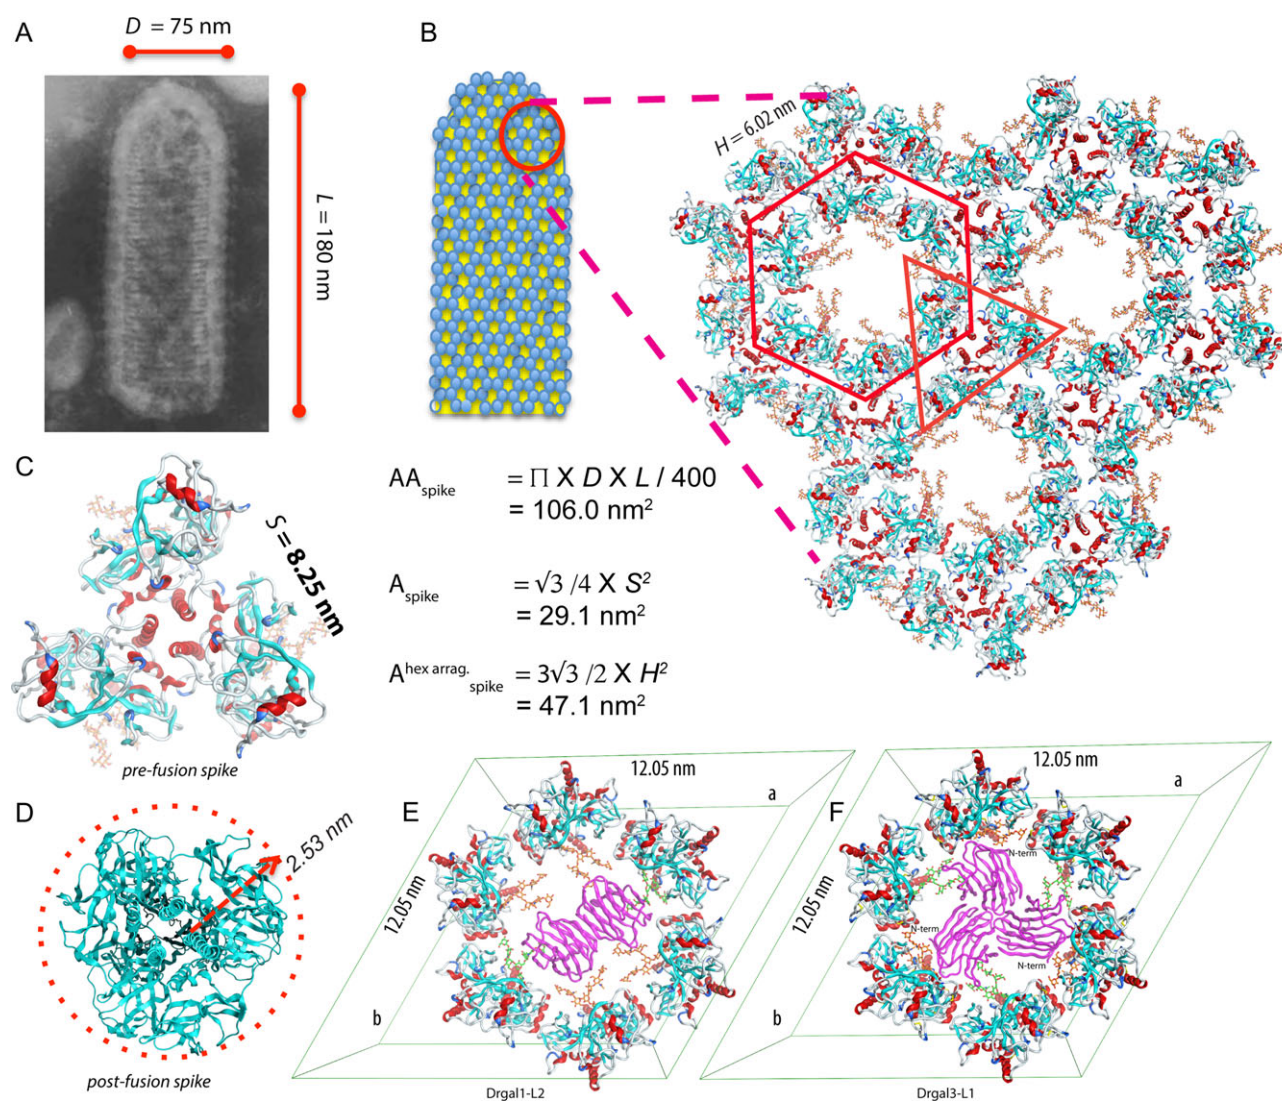 A
D = 75 nm
L = 180 nm
B
H = 6.02 nm
C
S = 8.25 nm
pre-fusion spike
AAspike = Π X D X L / 400
= 106.0 nm²
Aspike = √3 /4 X S²
= 29.1 nm²
Ahex arrag.spike = 3√3 /2 X H²
= 47.1 nm²
D
2.53 nm
post-fusion spike
E
12.05 nm
a
12.05 nm
b
Drgal1-L2
F
12.05 nm
a
12.05 nm
N-term
N-term
N-term
b
Drgal3-L1